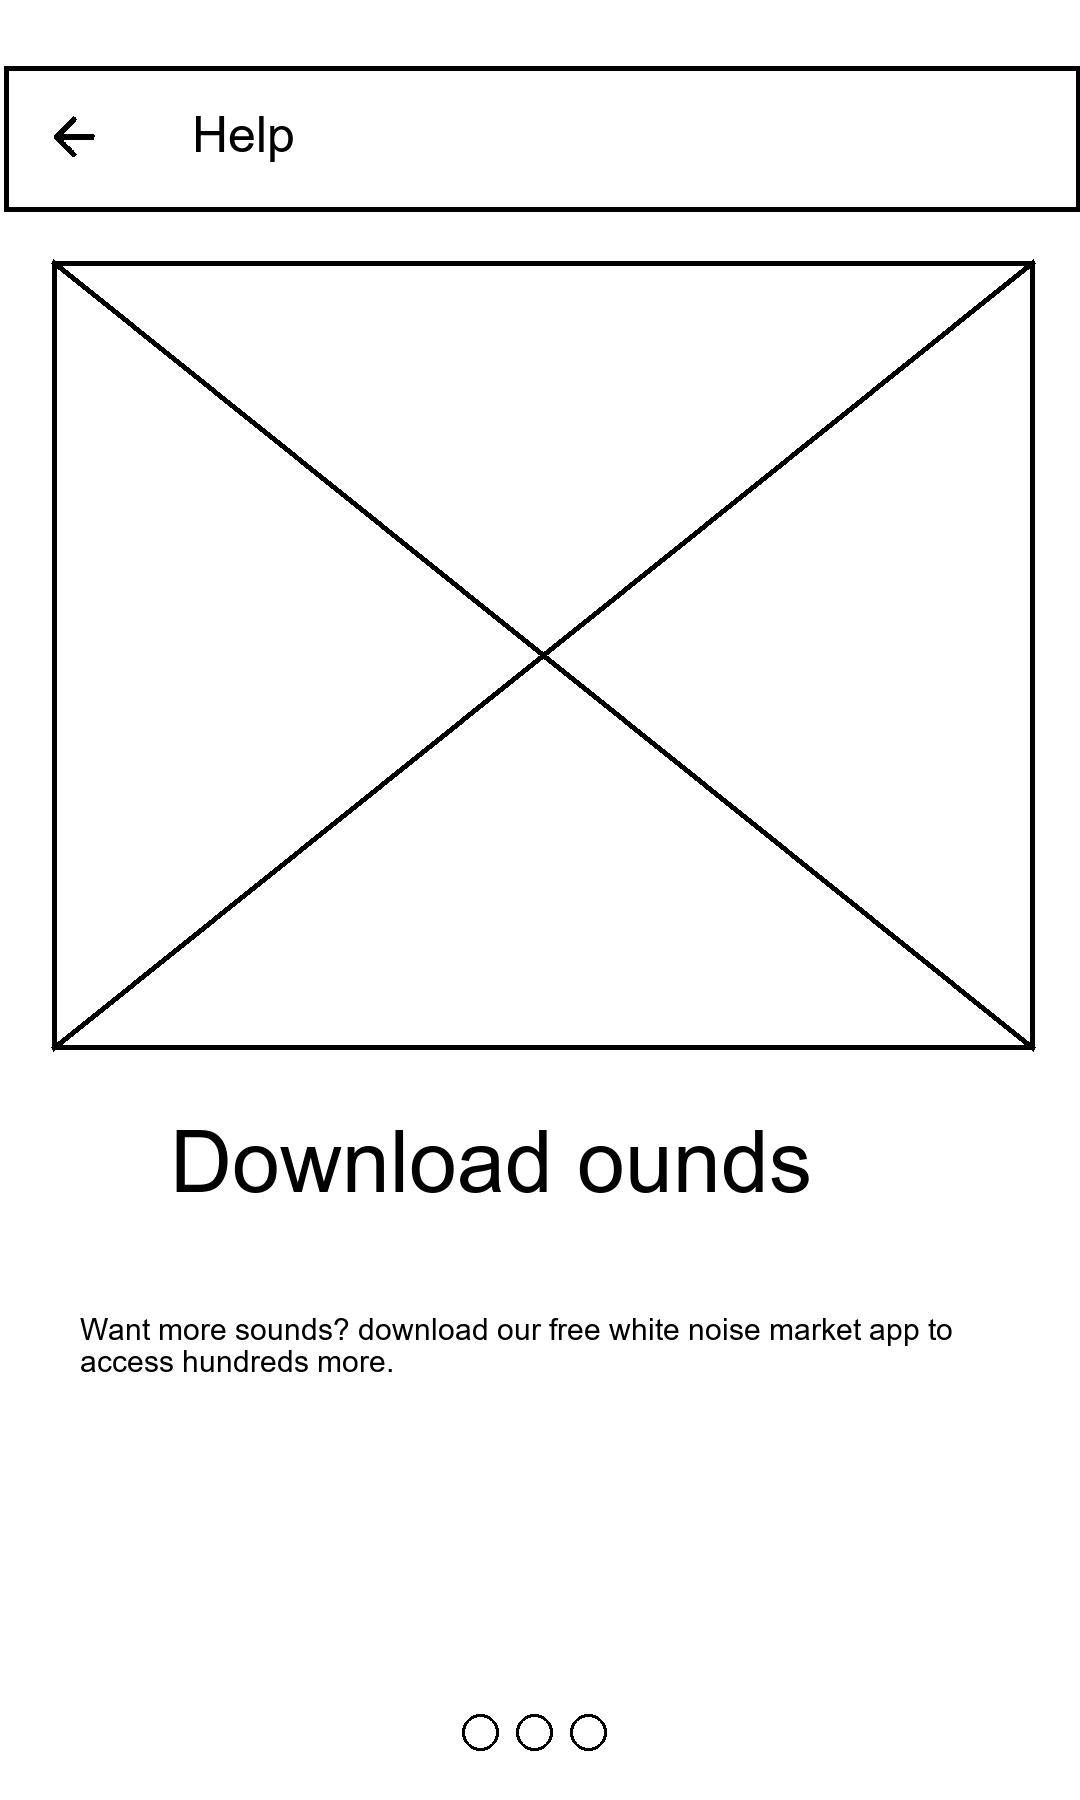 Help
Download ounds
Want more sounds? download our free white noise market app to
access hundreds more.